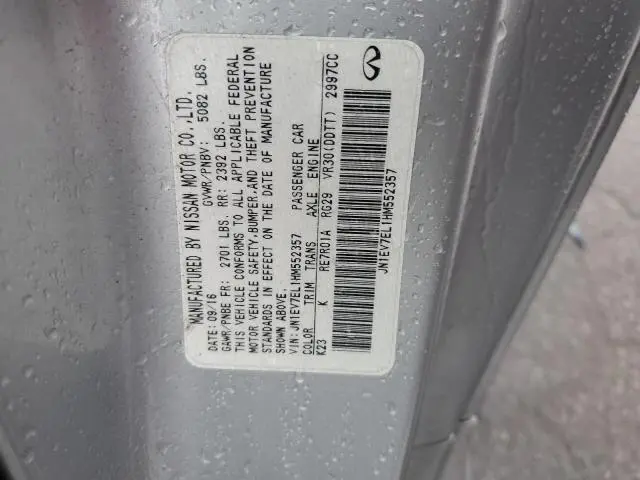 MANUFACTURED BY NISSAN MOTOR CO.,LTD.
DATE: 09/16 GVWR/PNBV: 5082 LBS.
GAWR/PNBE FR: 2701 LBS. RR: 2392 LBS.
THIS VEHICLE CONFORMS TO ALL APPLICABLE FEDERAL
MOTOR VEHICLE SAFETY,BUMPER,AND THEFT PREVENTION
STANDARDS IN EFFECT ON THE DATE OF MANUFACTURE
SHOWN ABOVE.
VIN:JN1EV7EL1HM552357 PASSENGER CAR
COLOR TRIM TRANS AXLE ENGINE
K23 K RE7R01A RG29 VR30(DDTT) 2997CC
JN1EV7EL1HM552357